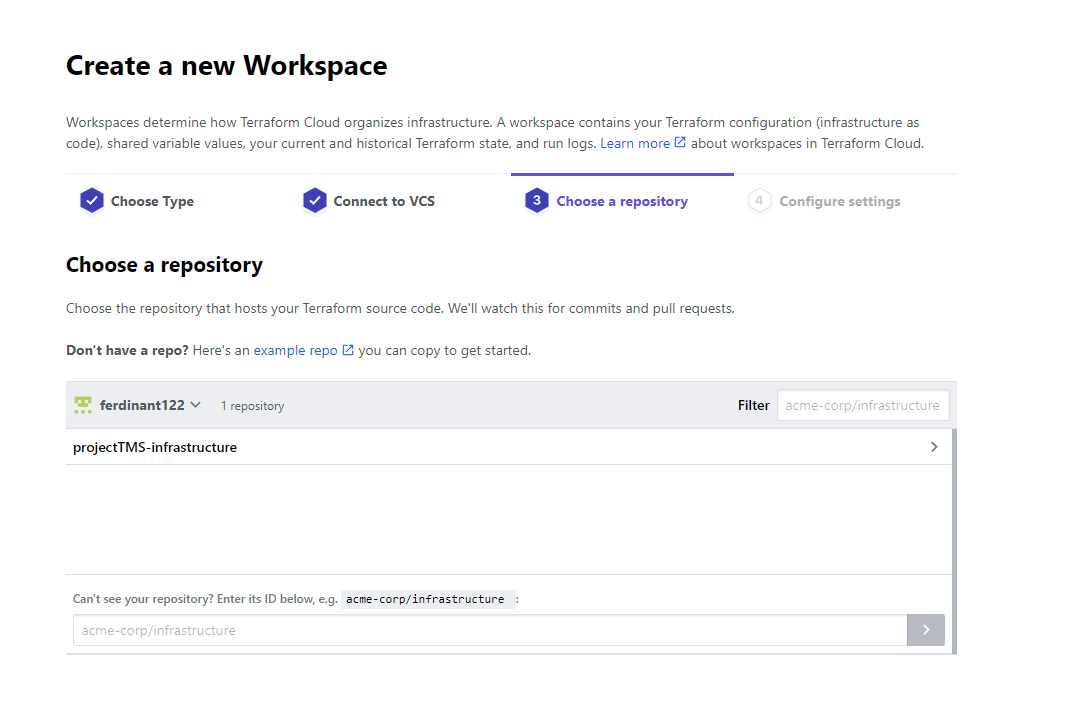 Create a new Workspace
Workspaces determine how Terraform Cloud organizes infrastructure. A workspace contains your Terraform configuration (infrastructure as
code), shared variable values, your current and historical Terraform state, and run logs. Learn more about workspaces in Terraform Cloud.
Choose Type
Connect to VCS
3 Choose a repository
4 Configure settings
Choose a repository
Choose the repository that hosts your Terraform source code. We'll watch this for commits and pull requests.
Don't have a repo? Here's an example repo you can copy to get started.
ferdinant122 1 repository Filter acme-corp/infrastructure
projectTMS-infrastructure
Can't see your repository? Enter its ID below, e.g. acme-corp/infrastructure :
acme-corp/infrastructure